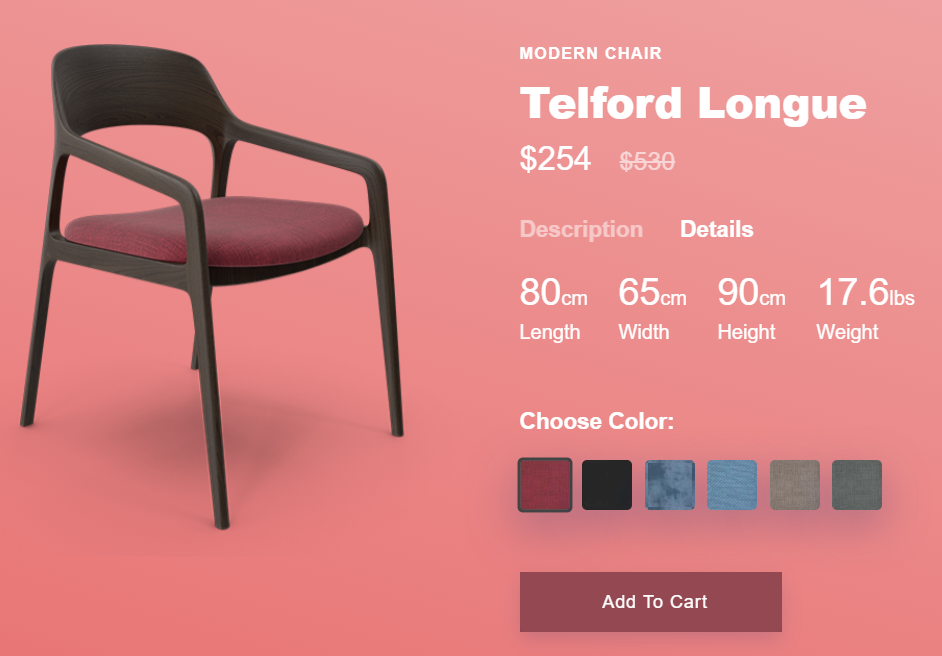 MODERN CHAIR
Telford Longue
$254 $530
Description Details
80cm 65cm 90cm 17.6lbs
Length Width Height Weight
Choose Color:
Add To Cart